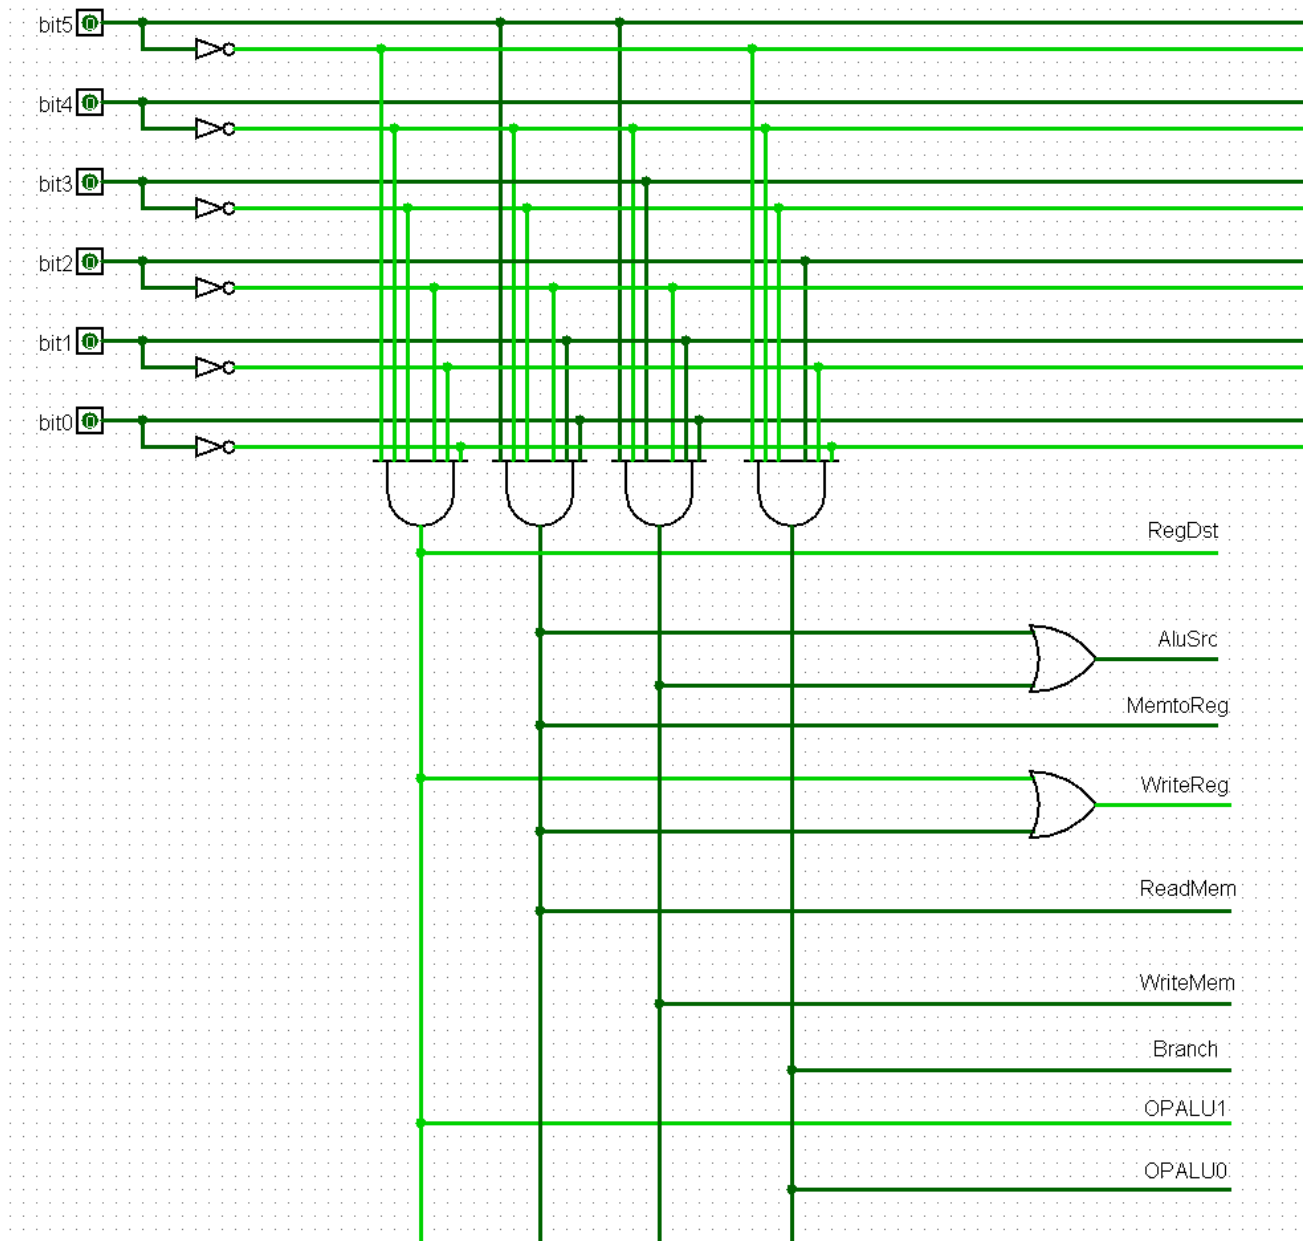 bit5
bit4
bit3
bit2
bit1
bit0
RegDst
AluSrc
MemtoReg
WriteReg
ReadMem
WriteMem
Branch
OPALU1
OPALU0